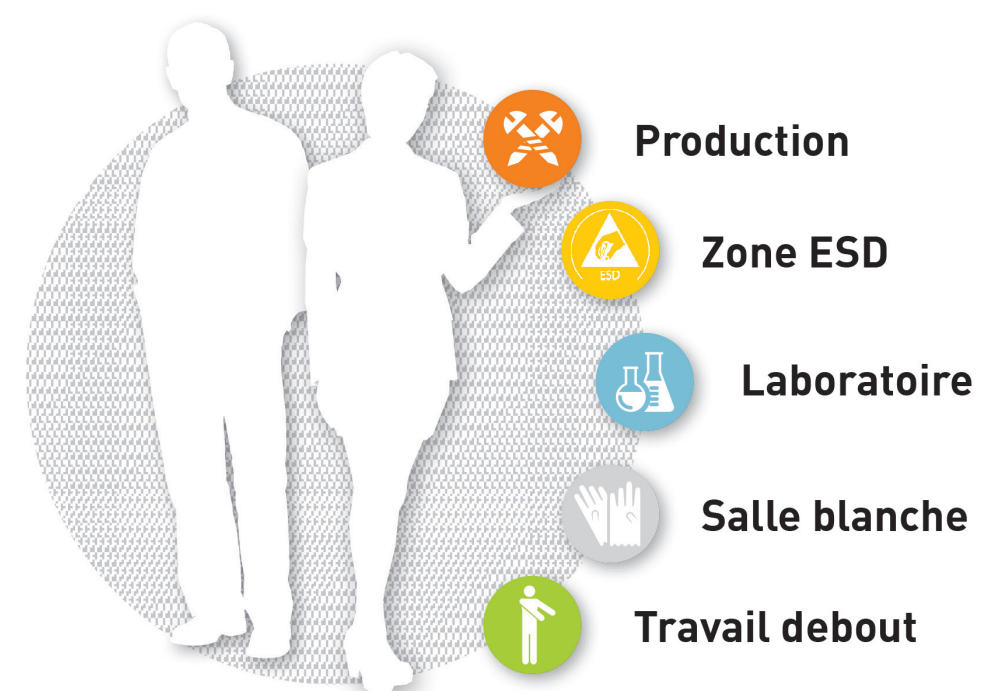 Production
Zone ESD
ESD
Laboratoire
Salle blanche
Travail debout